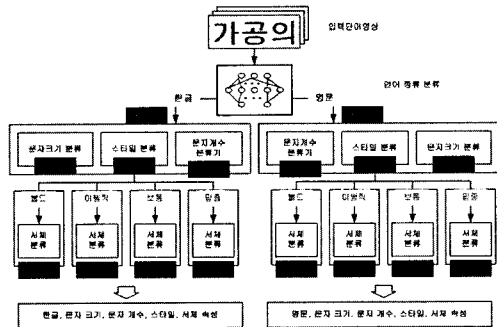 가공의
입력단어영상
언어 종류 분류
한글
영문
문자크기 분류
스타일 분류
문자개수 분류기
문자개수 분류기
스타일 분류
문자크기 분류
볼드
이탤릭
보통
밑줄
볼드
이탤릭
보통
밑줄
서체 분류
서체 분류
서체 분류
서체 분류
서체 분류
서체 분류
서체 분류
서체 분류
한글, 문자 크기, 문자 개수, 스타일, 서체 속성
영문, 문자 크기, 문자 개수, 스타일, 서체 속성